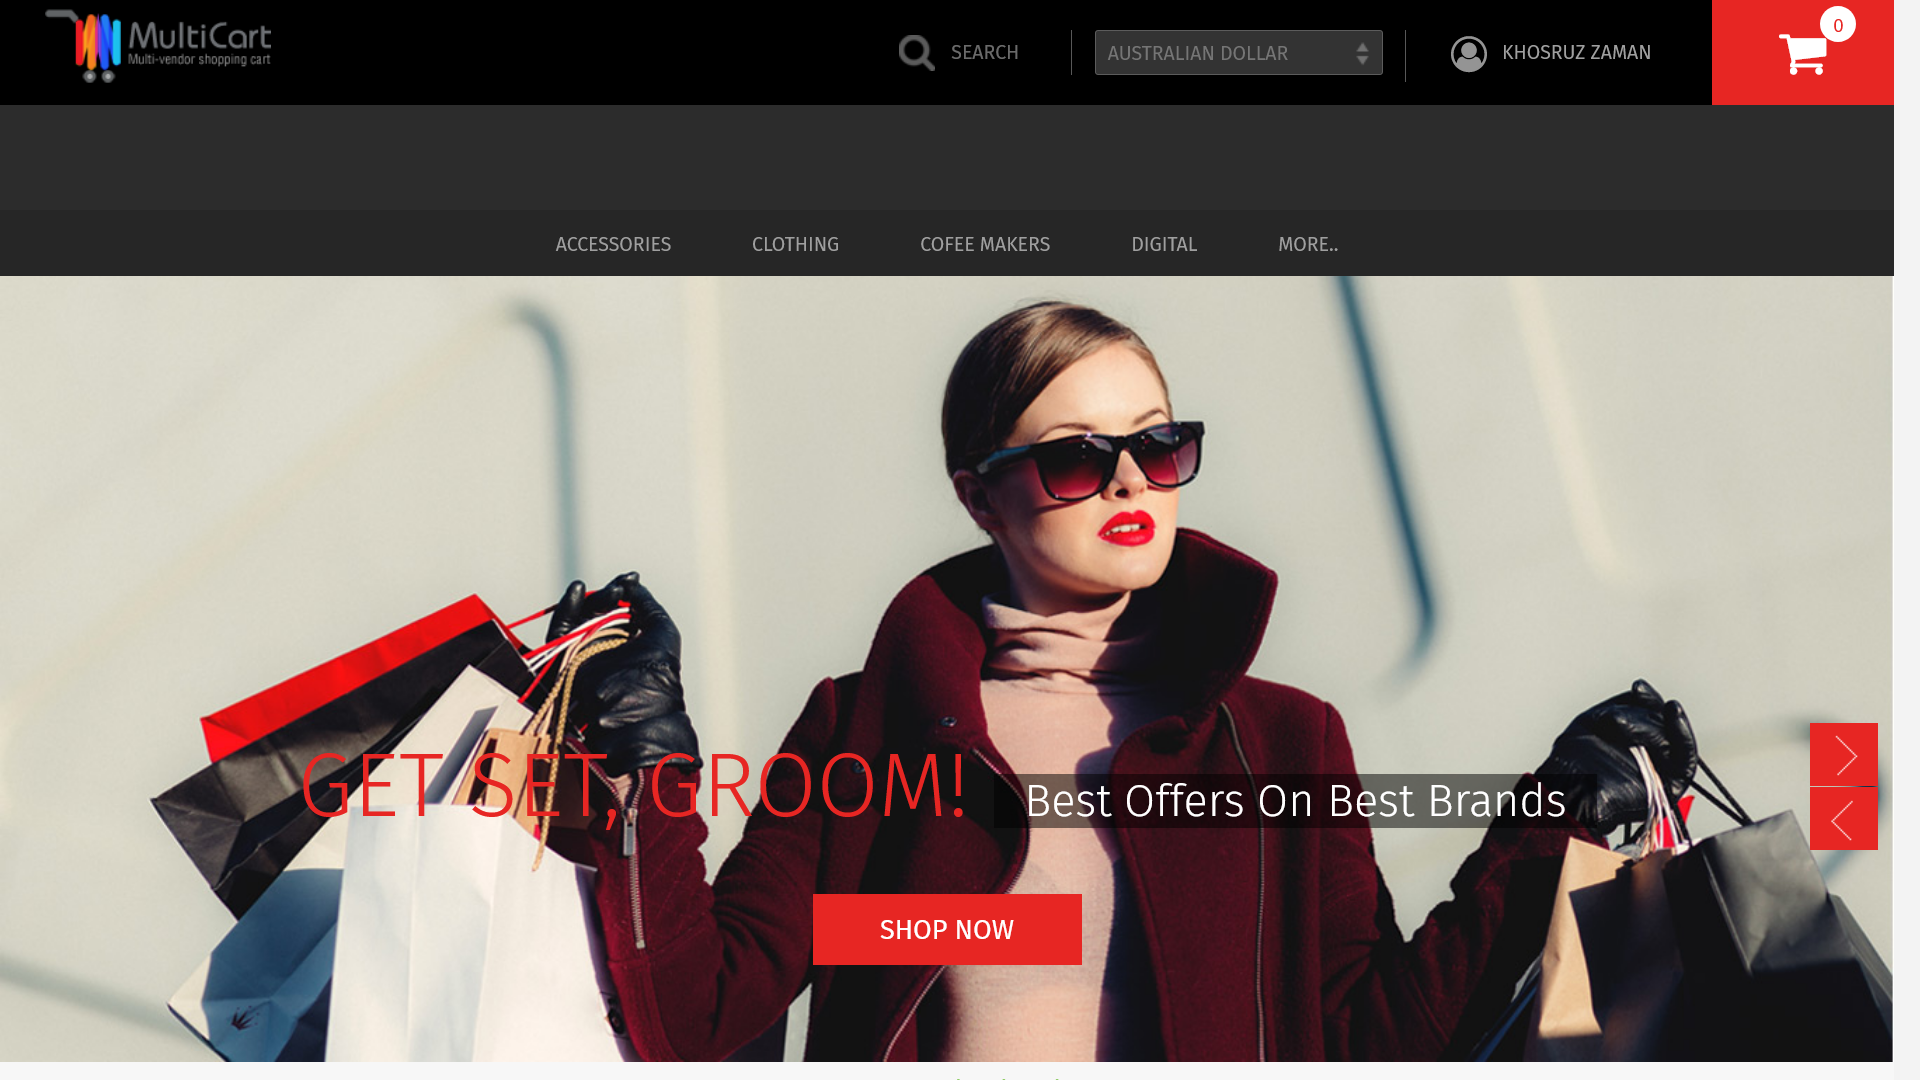 MultiCart
Multi-vendor shopping cart
SEARCH
AUSTRALIAN DOLLAR
KHOSRUZ ZAMAN
0
ACCESSORIES
CLOTHING
COFEE MAKERS
DIGITAL
MORE..
GET SET, GROOM!
Best Offers On Best Brands
SHOP NOW